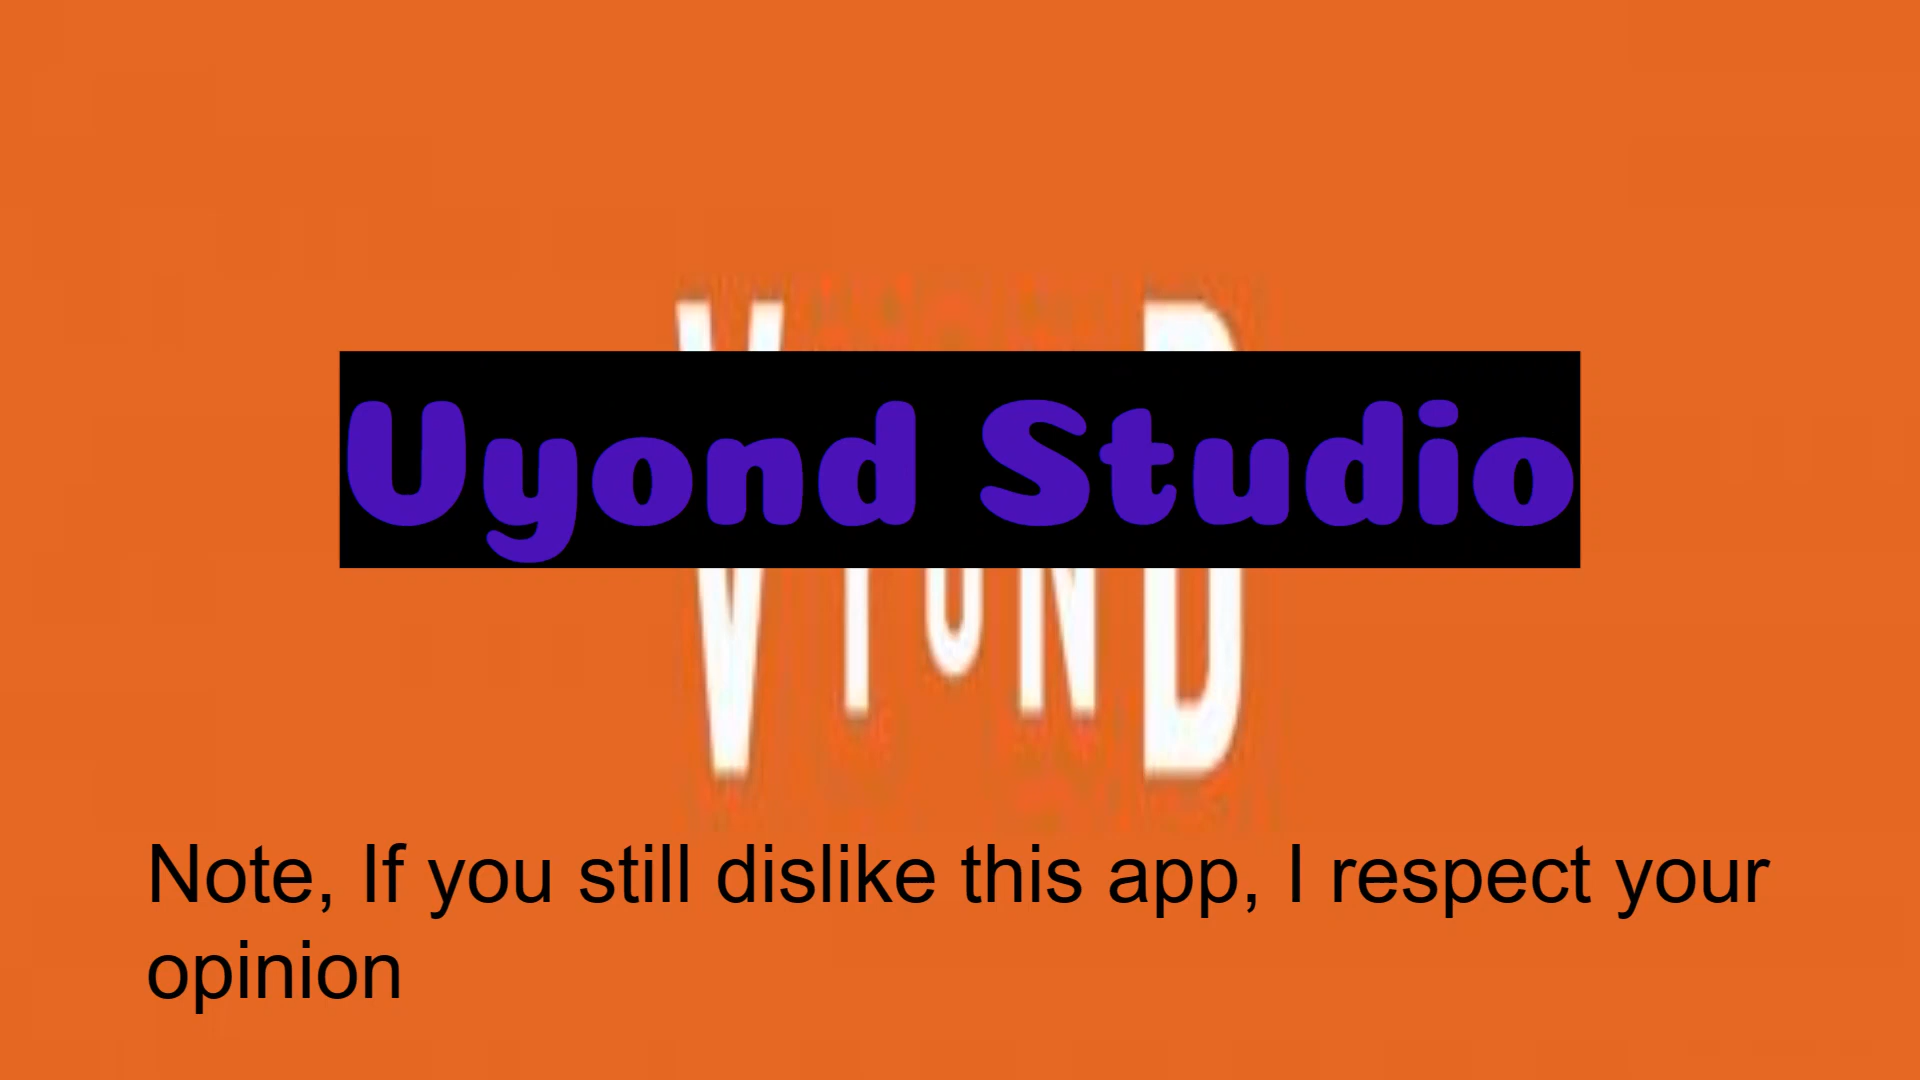 VYOND
Uyond Studio
Note, If you still dislike this app, I respect your
opinion